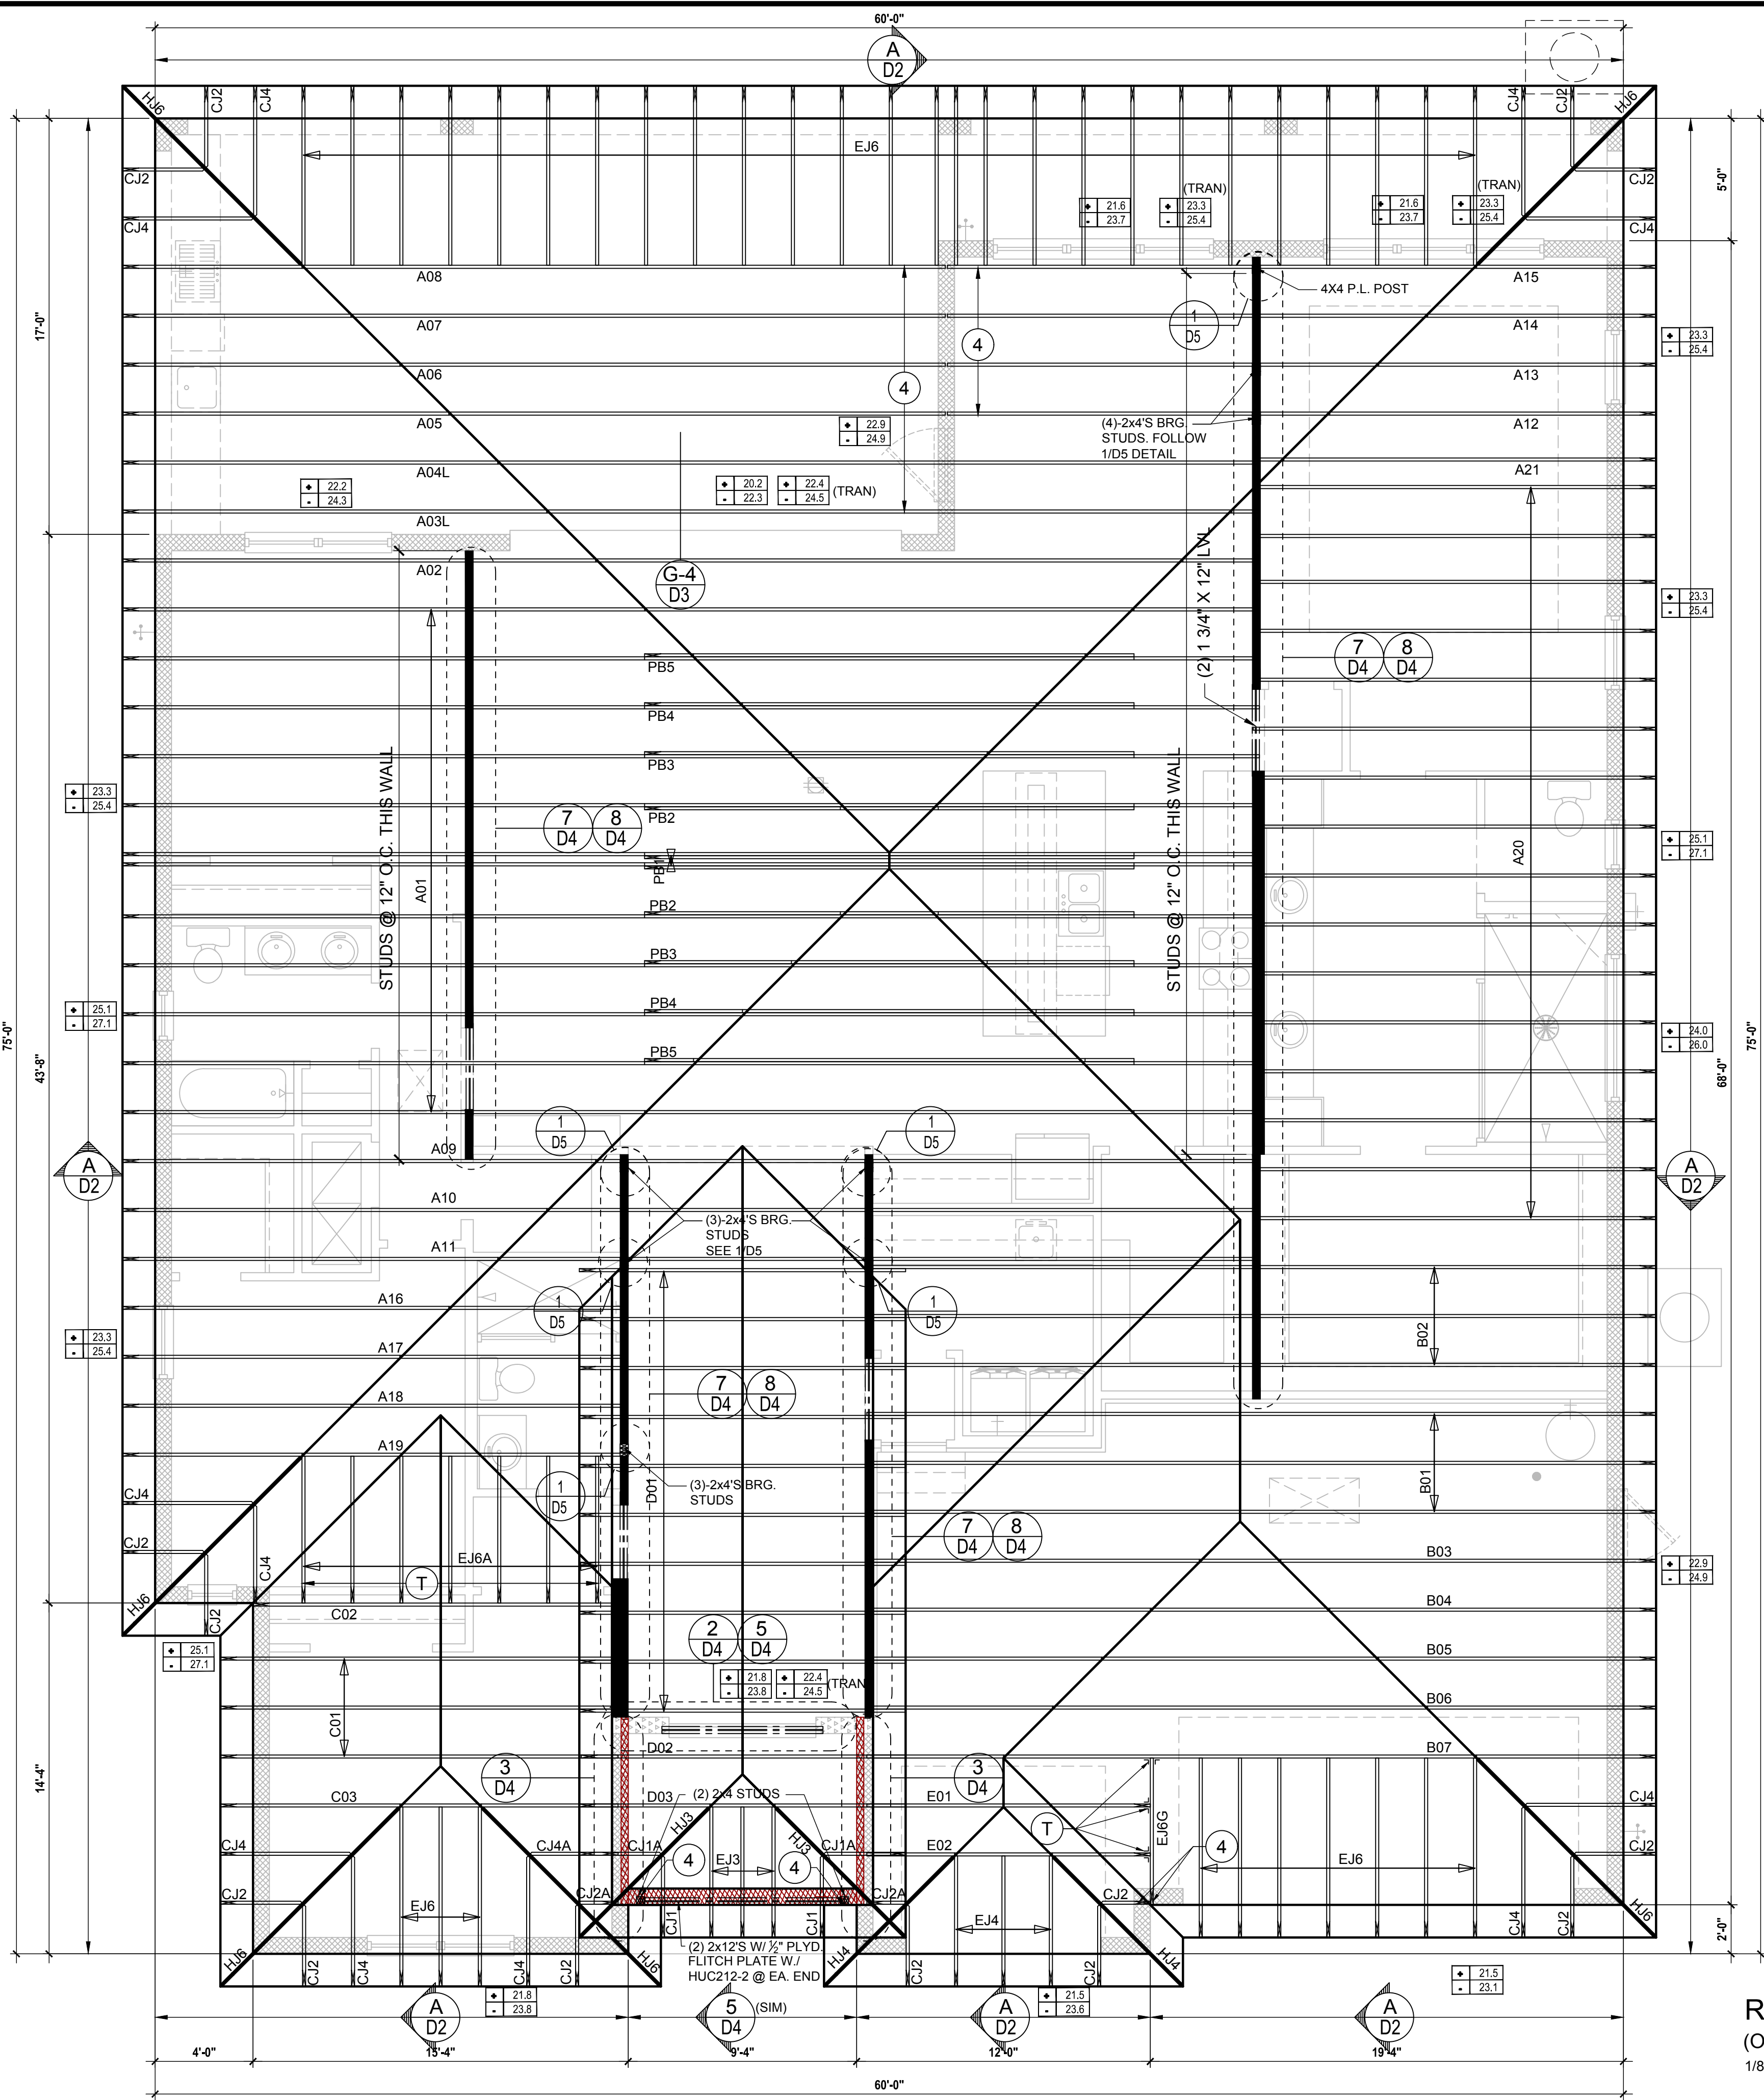 60'-0"
A
D2
HJ6
CJ2
CJ4
CJ4
CJ2
HJ6
EJ6
CJ2
CJ4
CJ2
CJ4
5'-0"
(TRAN)
+ 21.6
- 23.7
+ 23.3
- 25.4
(TRAN)
+ 21.6
- 23.7
+ 23.3
- 25.4
A08
A15
4X4 P.L. POST
A07
1
D5
A14
17'-0"
4
+ 23.3
- 25.4
A06
4
A13
A05
+ 22.9
- 24.9
(4)-2x4'S BRG.
STUDS. FOLLOW
1/D5 DETAIL
A12
A04L
A21
+ 22.2
- 24.3
+ 20.2
- 22.3
+ 22.4
- 24.5
(TRAN)
A03L
A02
G-4
D3
(2) 1 3/4" X 12" LVL
+ 23.3
- 25.4
PB5
7
D4
8
D4
PB4
PB3
+ 23.3
- 25.4
PB2
7
D4
8
D4
STUDS @ 12" O.C. THIS WALL
A01
PB1
STUDS @ 12" O.C. THIS WALL
A20
+ 25.1
- 27.1
PB2
PB3
PB4
+ 25.1
- 27.1
+ 24.0
- 26.0
75'-0"
43'-8"
PB5
68'-0"
75'-0"
1
D5
1
D5
A09
A
D2
A
D2
A10
(3)-2x4'S BRG.
STUDS
SEE 1/D5
A11
A16
1
D5
1
D5
+ 23.3
- 25.4
A17
B02
7
D4
8
D4
A18
A19
D01
(3)-2x4'S BRG.
STUDS
B01
1
D5
CJ4
7
D4
8
D4
CJ2
CJ4
EJ6A
B03
T
+ 22.9
- 24.9
HJ6
CJ2
C02
B04
2
D4
5
D4
+ 25.1
- 27.1
B05
+ 21.8
- 23.8
+ 22.4
- 24.5
(TRAN
C01
B06
D02
B07
14'-4"
3
D4
3
D4
C03
D03
(2) 2x4 STUDS
E01
CJ4
HJ3
HJ3
T
EJ6G
CJ4
CJ4A
CJ1A
CJ1A
E02
4
CJ2
EJ3
4
4
EJ6
CJ2
CJ2A
CJ2A
CJ2
EJ6
CJ1
CJ1
EJ4
CJ4
CJ2
HJ6
2'-0"
HJ6
CJ2
CJ4
CJ4
CJ2
HJ6
(2) 2x12'S W/ ½" PLYD.
FLITCH PLATE W./
HUC212-2 @ EA. END
HJ4
CJ2
CJ2
HJ4
+ 21.8
- 23.8
+ 21.5
- 23.6
+ 21.5
- 23.1
A
D2
5
D4
(SIM)
A
D2
A
D2
R
(O
1/8
4'-0"
15'-4"
9'-4"
12'-0"
19'-4"
60'-0"